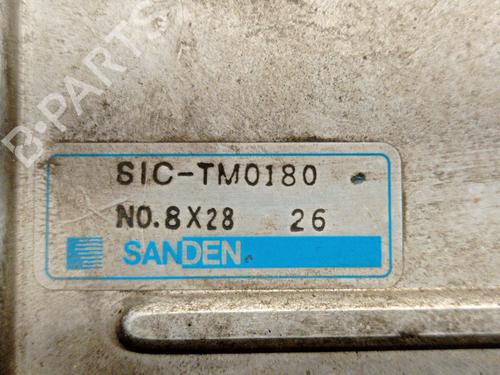 B-PARTS
SIC-TM0180
NO.8X28 26
SANDEN